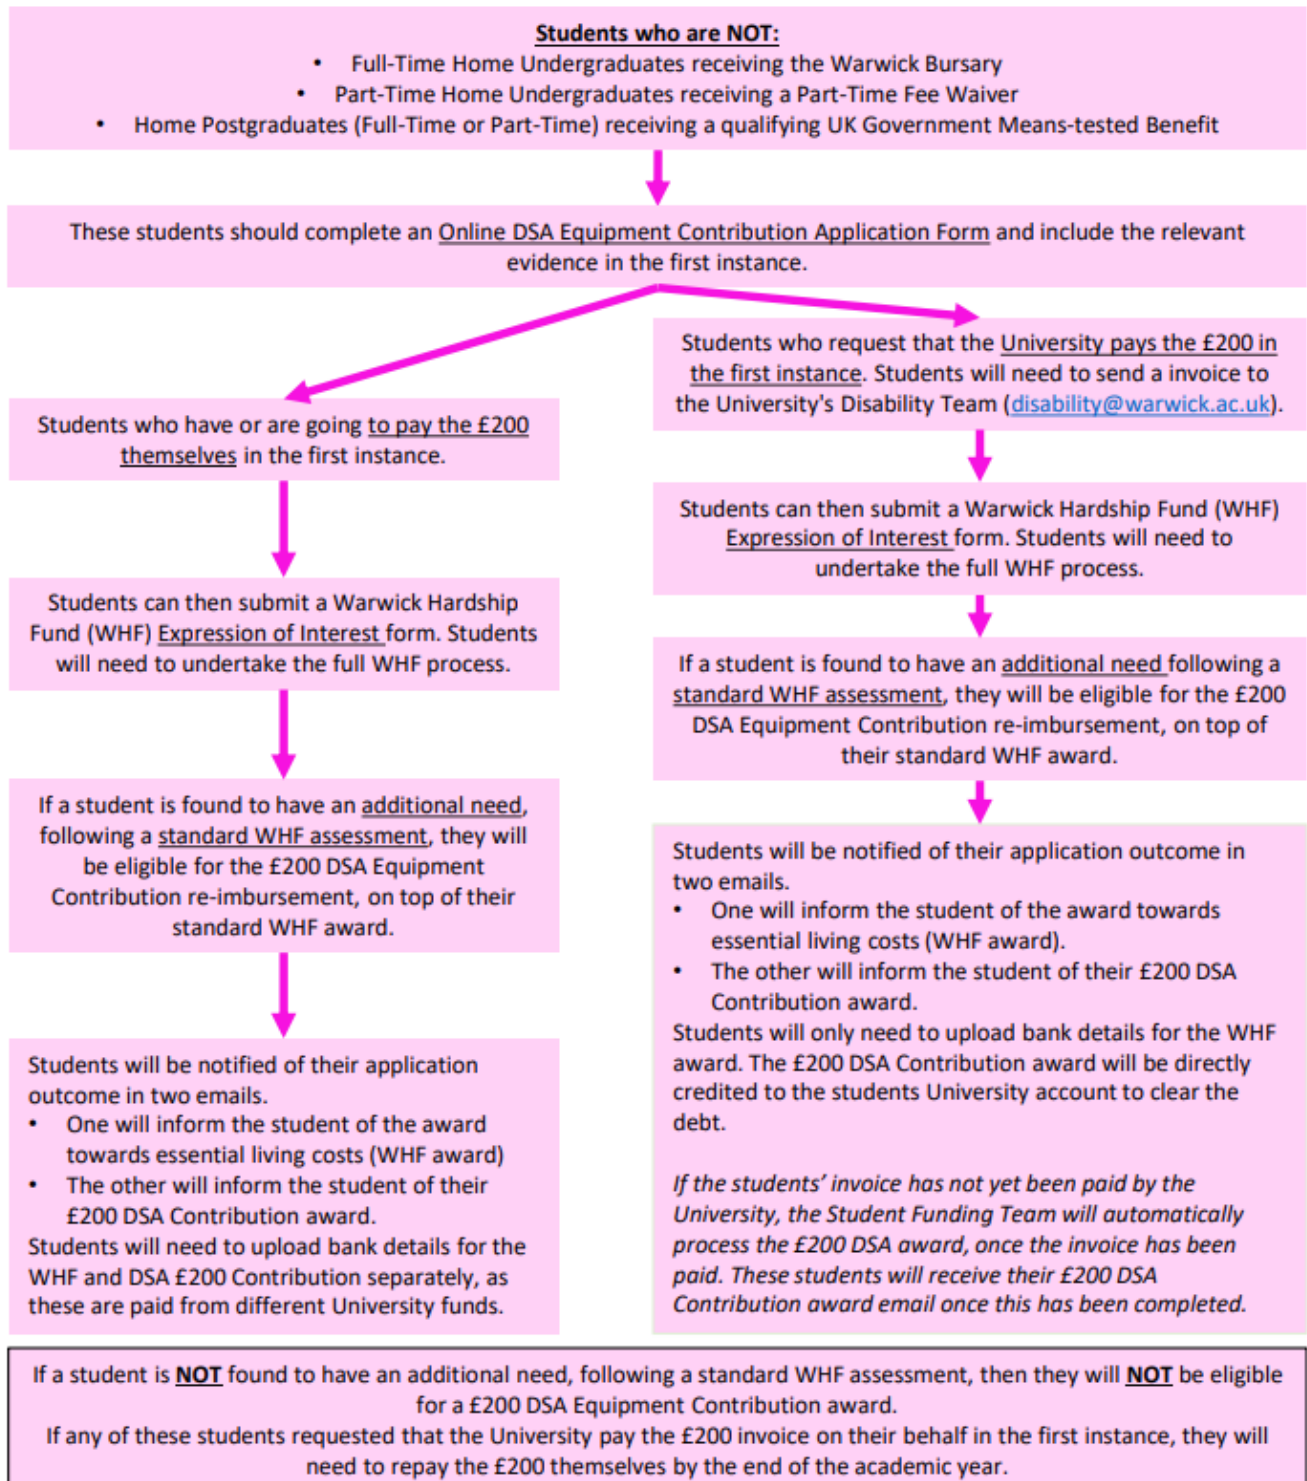 Students who are NOT:
• Full-Time Home Undergraduates receiving the Warwick Bursary
• Part-Time Home Undergraduates receiving a Part-Time Fee Waiver
• Home Postgraduates (Full-Time or Part-Time) receiving a qualifying UK Government Means-tested Benefit
These students should complete an Online DSA Equipment Contribution Application Form and include the relevant
evidence in the first instance.
Students who have or are going to pay the £200
themselves in the first instance.
Students can then submit a Warwick Hardship
Fund (WHF) Expression of Interest form. Students
will need to undertake the full WHF process.
If a student is found to have an additional need,
following a standard WHF assessment, they will
be eligible for the £200 DSA Equipment
Contribution re-imbursement, on top of their
standard WHF award.
Students will be notified of their application
outcome in two emails.
• One will inform the student of the award
towards essential living costs (WHF award)
• The other will inform the student of their
£200 DSA Contribution award.
Students will need to upload bank details for the
WHF and DSA £200 Contribution separately, as
these are paid from different University funds.
Students who request that the University pays the £200 in
the first instance. Students will need to send a invoice to
the University's Disability Team (disability@warwick.ac.uk).
Students can then submit a Warwick Hardship Fund (WHF)
Expression of Interest form. Students will need to
undertake the full WHF process.
If a student is found to have an additional need following a
standard WHF assessment, they will be eligible for the £200
DSA Equipment Contribution re-imbursement, on top of
their standard WHF award.
Students will be notified of their application outcome in
two emails.
• One will inform the student of the award towards
essential living costs (WHF award).
• The other will inform the student of their £200 DSA
Contribution award.
Students will only need to upload bank details for the WHF
award. The £200 DSA Contribution award will be directly
credited to the students University account to clear the
debt.
If the students’ invoice has not yet been paid by the
University, the Student Funding Team will automatically
process the £200 DSA award, once the invoice has been
paid. These students will receive their £200 DSA
Contribution award email once this has been completed.
If a student is NOT found to have an additional need, following a standard WHF assessment, then they will NOT be eligible
for a £200 DSA Equipment Contribution award.
If any of these students requested that the University pay the £200 invoice on their behalf in the first instance, they will
need to repay the £200 themselves by the end of the academic year.